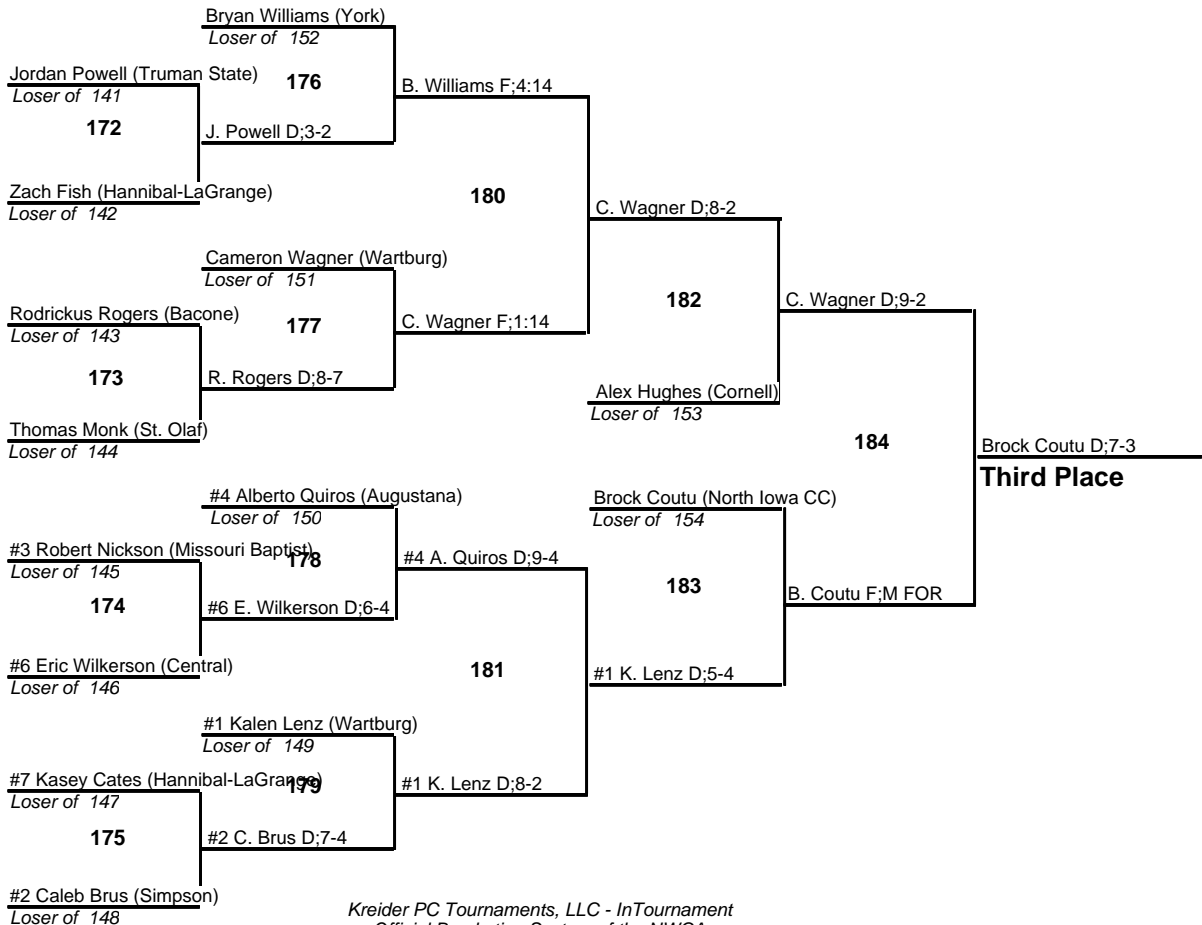 Bryan Williams (York)
Loser of 152
Jordan Powell (Truman State)
176
B. Williams F;4:14
Loser of 141
172
J. Powell D;3-2
Zach Fish (Hannibal-LaGrange)
180
Loser of 142
C. Wagner D;8-2
Cameron Wagner (Wartburg)
Loser of 151
182
C. Wagner D;9-2
Rodrickus Rogers (Bacone)
177
C. Wagner F;1:14
Loser of 143
173
R. Rogers D;8-7
Alex Hughes (Cornell)
Loser of 153
Thomas Monk (St. Olaf)
184
Loser of 144
Brock Coutu D;7-3
Third Place
#4 Alberto Quiros (Augustana)
Brock Coutu (North Iowa CC)
Loser of 150
Loser of 154
#3 Robert Nickson (Missouri Baptist)
178
#4 A. Quiros D;9-4
Loser of 145
183
174
#6 E. Wilkerson D;6-4
B. Coutu F;M FOR
#6 Eric Wilkerson (Central)
181
#1 K. Lenz D;5-4
Loser of 146
#1 Kalen Lenz (Wartburg)
Loser of 149
#7 Kasey Cates (Hannibal-LaGrange)
179
#1 K. Lenz D;8-2
Loser of 147
175
#2 C. Brus D;7-4
#2 Caleb Brus (Simpson)
Loser of 148
Kreider PC Tournaments, LLC - InTournament